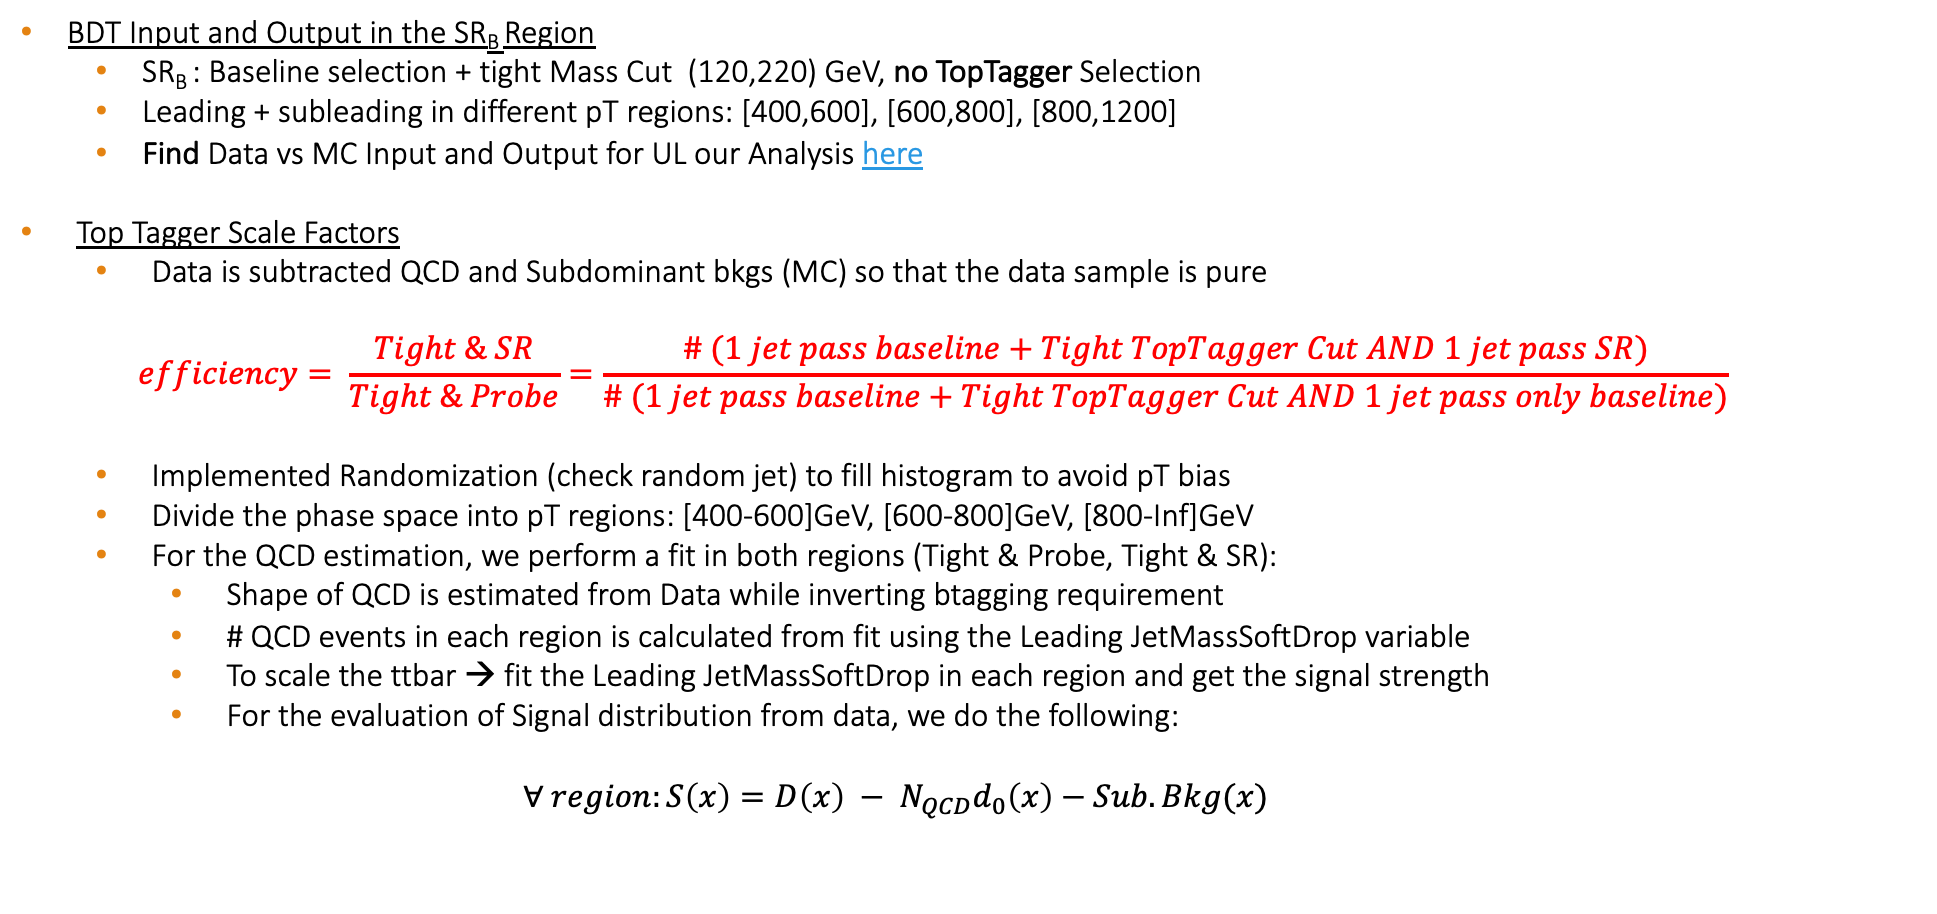 • BDT Input and Output in the SR_B Region
• SR_B : Baseline selection + tight Mass Cut (120,220) GeV, no TopTagger Selection
• Leading + subleading in different pT regions: [400,600], [600,800], [800,1200]
• Find Data vs MC Input and Output for UL our Analysis here
• Top Tagger Scale Factors
• Data is subtracted QCD and Subdominant bkgs (MC) so that the data sample is pure
efficiency = Tight & SR / Tight & Probe = # (1 jet pass baseline + Tight TopTagger Cut AND 1 jet pass SR) / # (1 jet pass baseline + Tight TopTagger Cut AND 1 jet pass only baseline)
• Implemented Randomization (check random jet) to fill histogram to avoid pT bias
• Divide the phase space into pT regions: [400-600]GeV, [600-800]GeV, [800-Inf]GeV
• For the QCD estimation, we perform a fit in both regions (Tight & Probe, Tight & SR):
• Shape of QCD is estimated from Data while inverting btagging requirement
• # QCD events in each region is calculated from fit using the Leading JetMassSoftDrop variable
• To scale the ttbar → fit the Leading JetMassSoftDrop in each region and get the signal strength
• For the evaluation of Signal distribution from data, we do the following:
∀ region: S(x) = D(x) − N_QCD d_0(x) − Sub. Bkg(x)